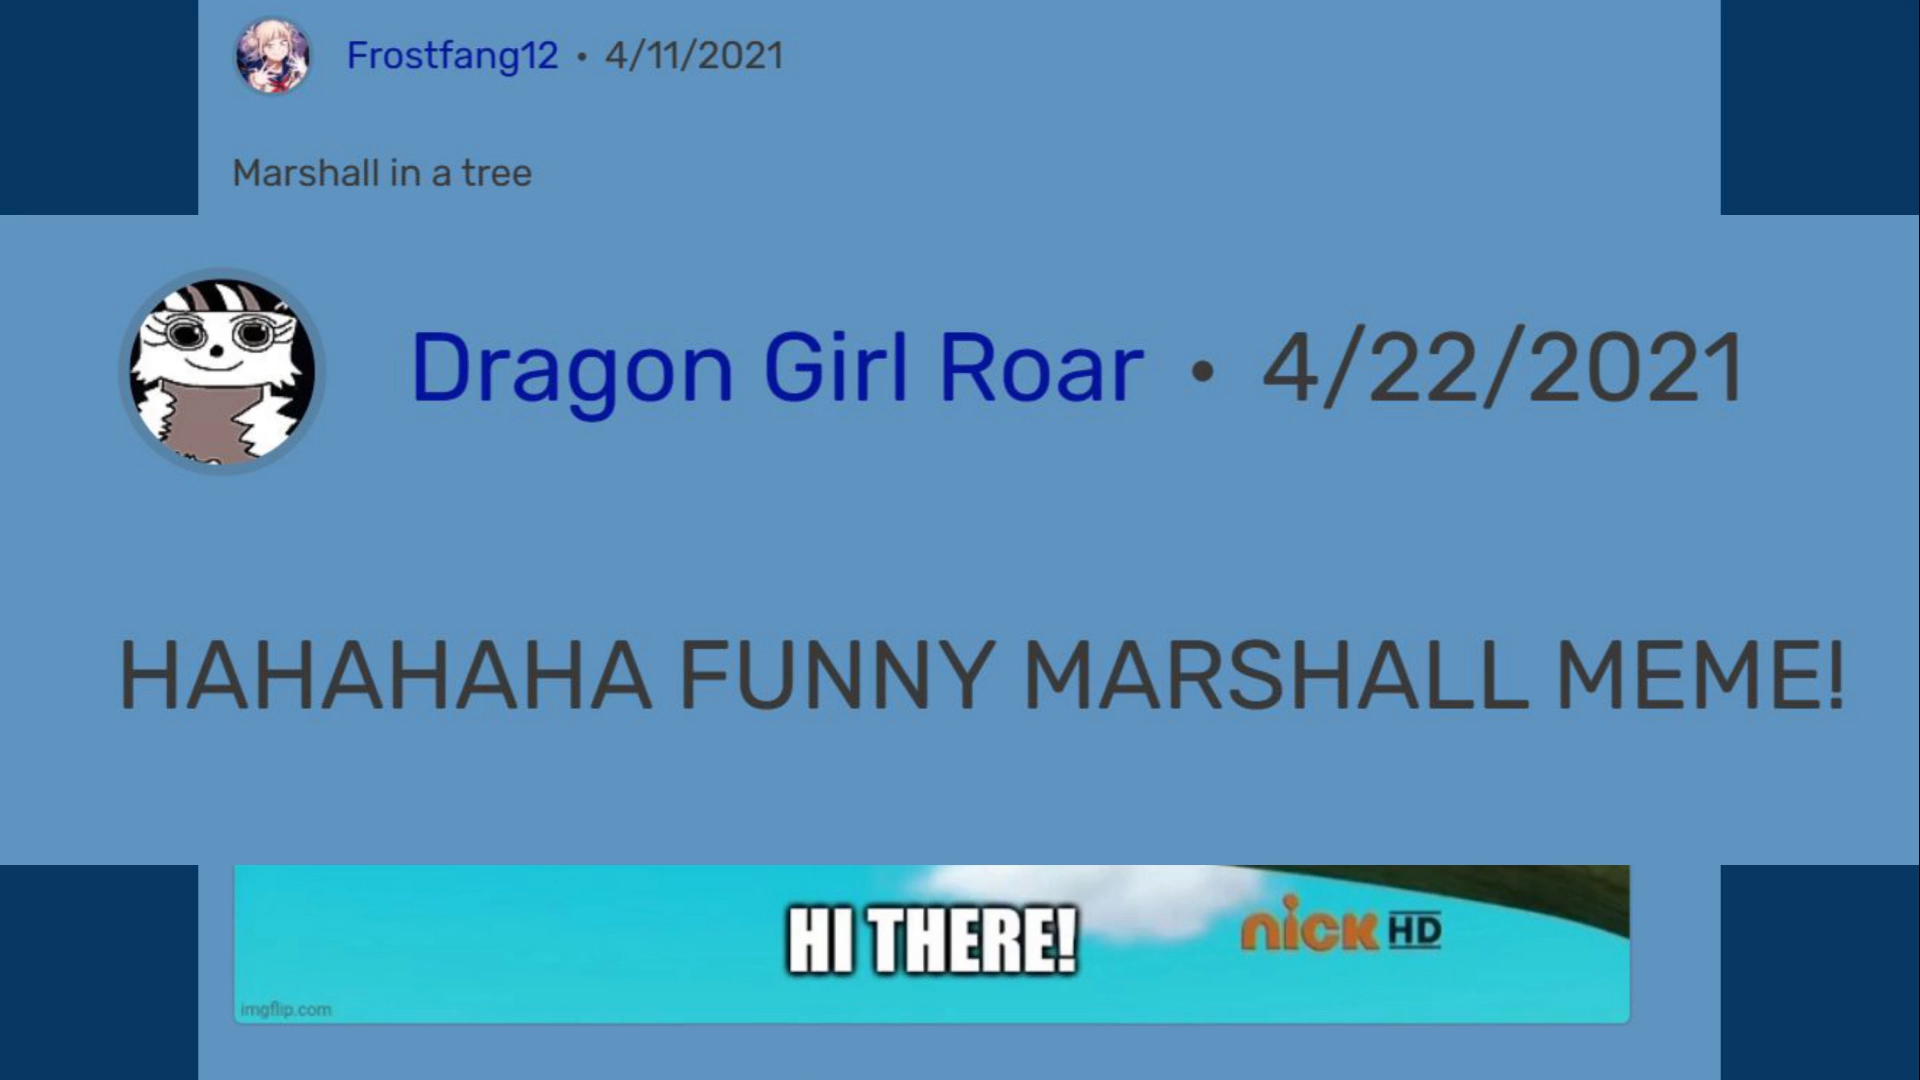 Frostfang12 • 4/11/2021
Marshall in a tree
Dragon Girl Roar • 4/22/2021
HAHAHAHA FUNNY MARSHALL MEME!
HI THERE!
nick HD
imgflip.com